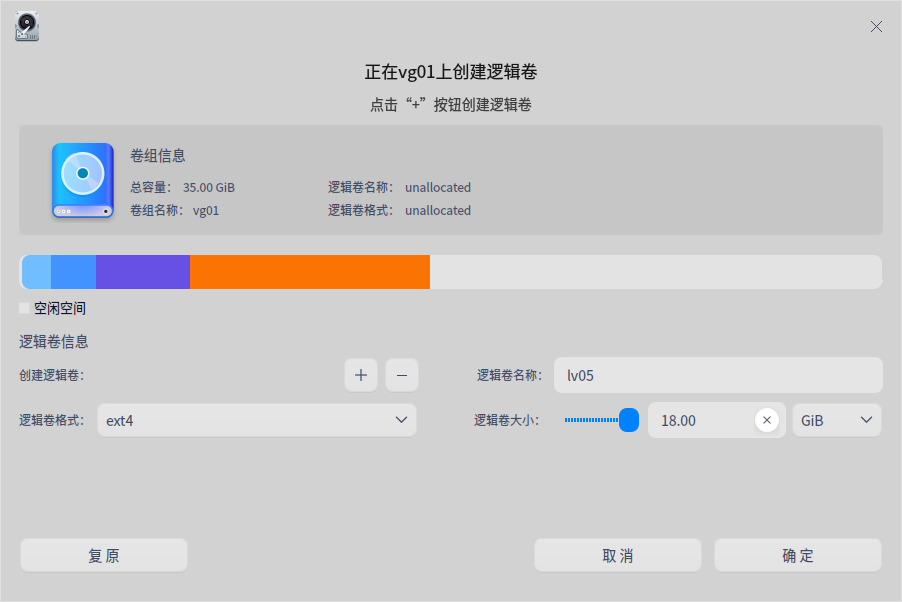 正在vg01上创建逻辑卷
点击“+”按钮创建逻辑卷
卷组信息
总容量： 35.00 GiB 逻辑卷名称： unallocated
卷组名称： vg01 逻辑卷格式： unallocated
空闲空间
逻辑卷信息
创建逻辑卷： 逻辑卷名称： lv05
逻辑卷格式： ext4 逻辑卷大小： 18.00 GiB
复原 取消 确定